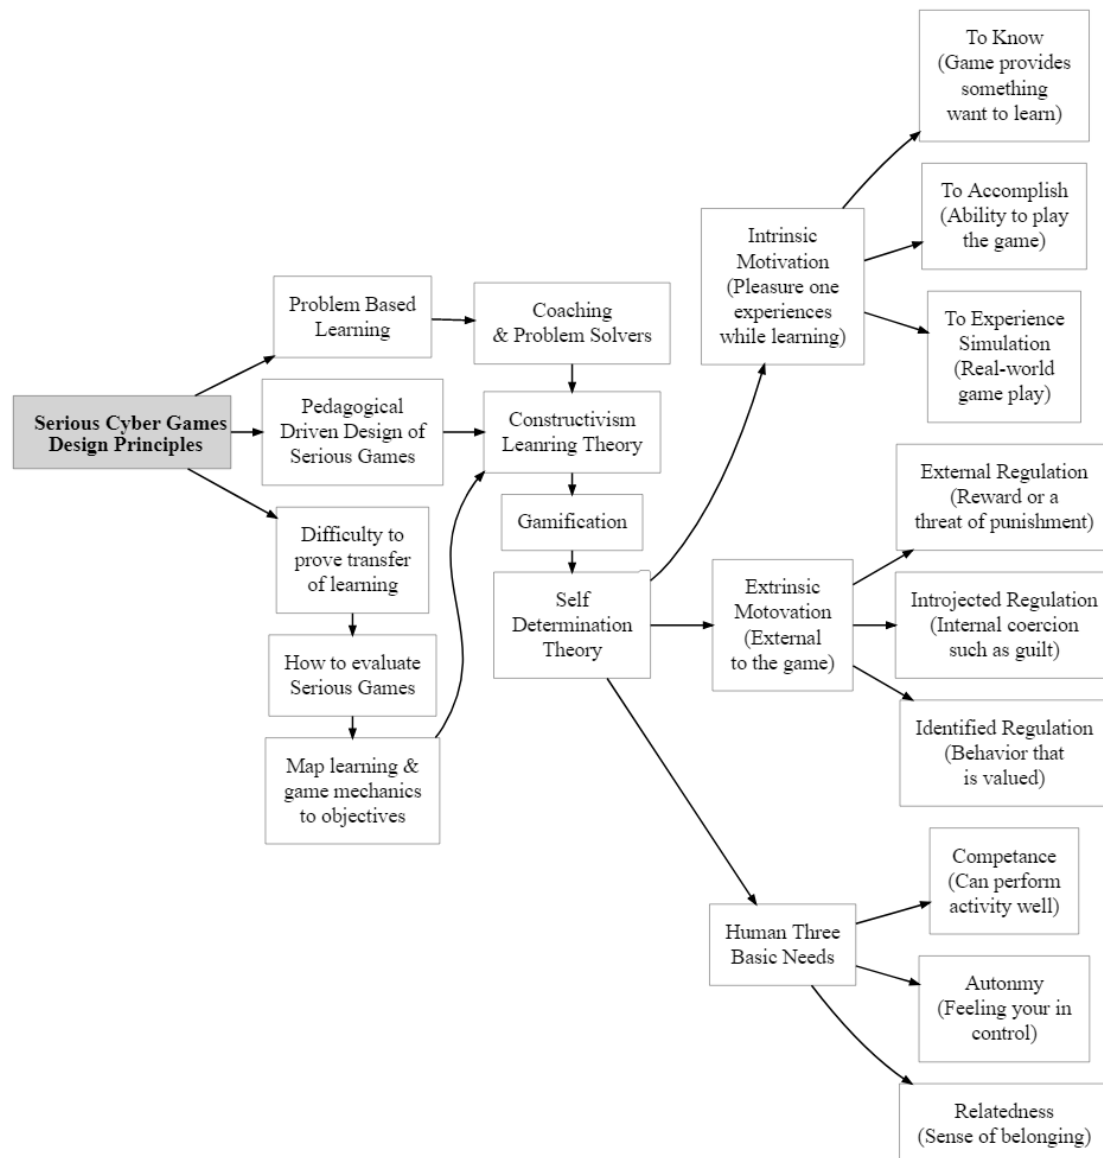 Serious Cyber Games
Design Principles
Problem Based
Learning
Pedagogical
Driven Design of
Serious Games
Difficulty to
prove transfer
of learning
How to evaluate
Serious Games
Map learning &
game mechanics
to objectives
Coaching
& Problem Solvers
Constructivism
Leanring Theory
Gamification
Self
Determination
Theory
Intrinsic
Motivation
(Pleasure one
experiences
while learning)
Extrinsic
Motovation
(External
to the game)
Human Three
Basic Needs
To Know
(Game provides
something
want to learn)
To Accomplish
(Ability to play
the game)
To Experience
Simulation
(Real-world
game play)
External Regulation
(Reward or a
threat of punishment)
Introjected Regulation
(Internal coercion
such as guilt)
Identified Regulation
(Behavior that
is valued)
Competance
(Can perform
activity well)
Autonmy
(Feeling your in
control)
Relatedness
(Sense of belonging)